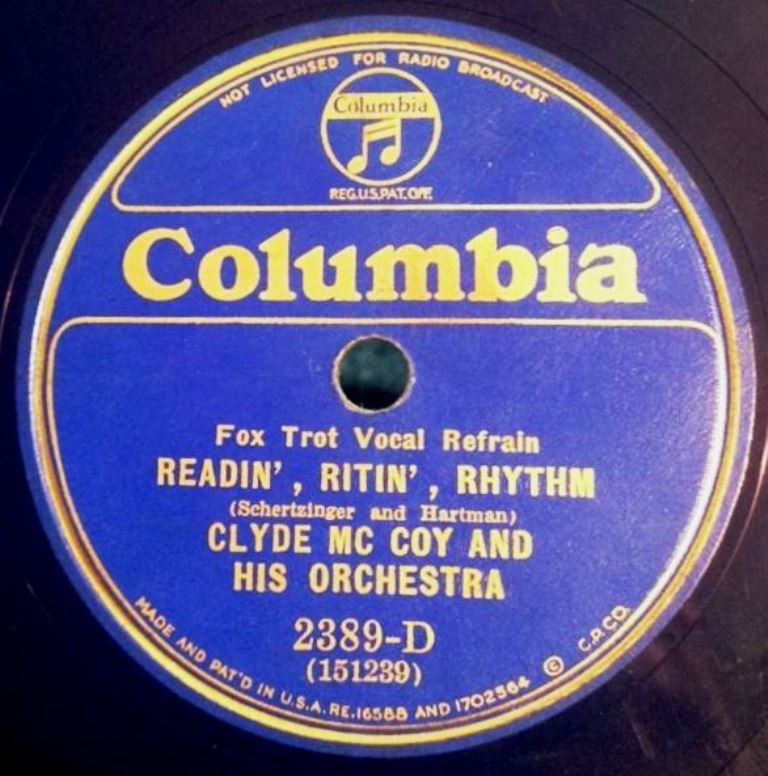 NOT LICENSED FOR RADIO BROADCAST
Columbia
REG.U.S.PAT.OFF.
Columbia
Fox Trot Vocal Refrain
READIN', RITIN', RHYTHM
(Schertzinger and Hartman)
CLYDE MC COY AND
HIS ORCHESTRA
2389-D
(151239)
MADE AND PAT'D IN U.S.A. RE.16588 AND 1702564 © C.P.CO.